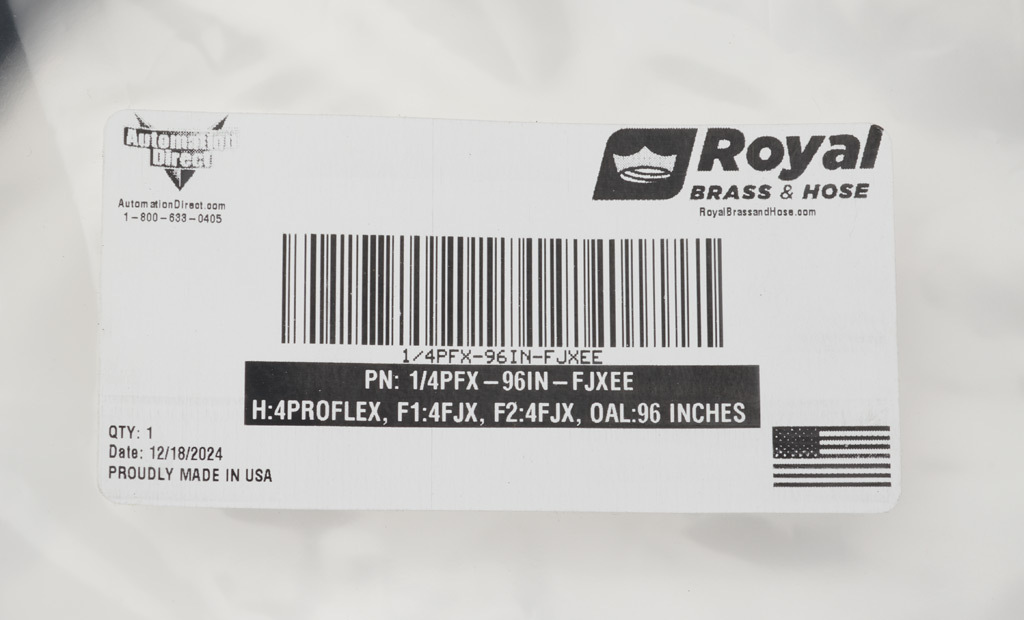 Automation
Direct
AutomationDirect.com
1-800-633-0405
Royal
BRASS & HOSE
RoyalBrassandHose.com
1/4PFX-96IN-FJXEE
PN: 1/4PFX-96IN-FJXEE
H:4PROFLEX, F1:4FJX, F2:4FJX, OAL:96 INCHES
QTY: 1
Date: 12/18/2024
PROUDLY MADE IN USA